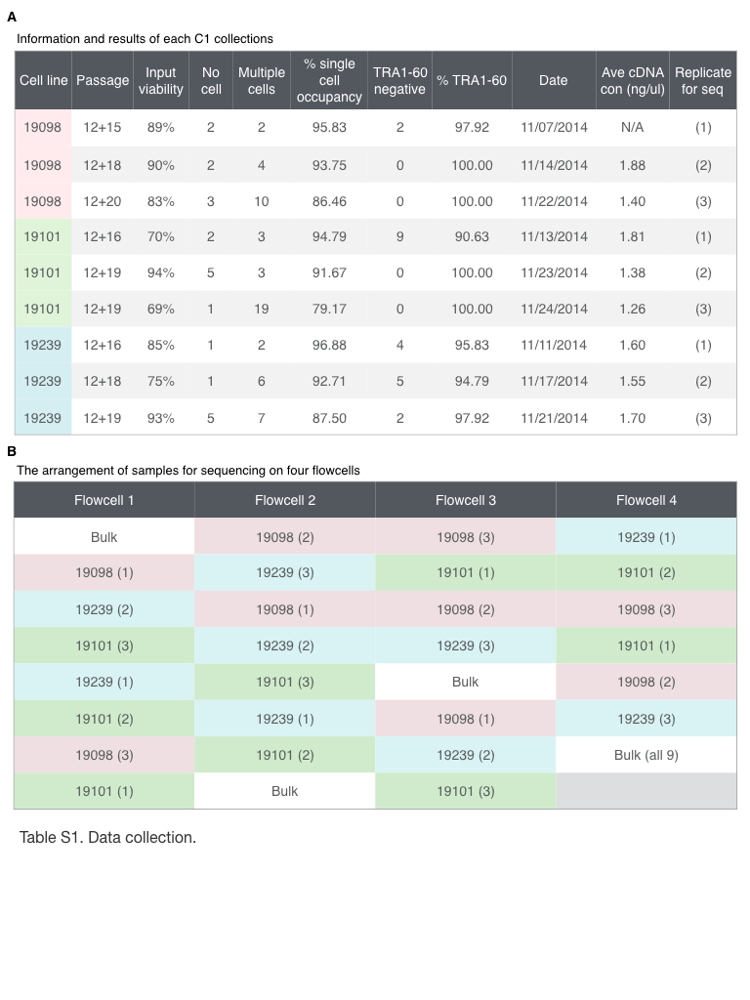 A
Information and results of each C1 collections
Cell line Passage Input viability No cell Multiple cells % single cell occupancy TRA1-60 negative % TRA1-60 Date Ave cDNA con (ng/ul) Replicate for seq
19098 12+15 89% 2 2 95.83 2 97.92 11/07/2014 N/A (1)
19098 12+18 90% 2 4 93.75 0 100.00 11/14/2014 1.88 (2)
19098 12+20 83% 3 10 86.46 0 100.00 11/22/2014 1.40 (3)
19101 12+16 70% 2 3 94.79 9 90.63 11/13/2014 1.81 (1)
19101 12+19 94% 5 3 91.67 0 100.00 11/23/2014 1.38 (2)
19101 12+19 69% 1 19 79.17 0 100.00 11/24/2014 1.26 (3)
19239 12+16 85% 1 2 96.88 4 95.83 11/11/2014 1.60 (1)
19239 12+18 75% 1 6 92.71 5 94.79 11/17/2014 1.55 (2)
19239 12+19 93% 5 7 87.50 2 97.92 11/21/2014 1.70 (3)
B
The arrangement of samples for sequencing on four flowcells
Flowcell 1 Flowcell 2 Flowcell 3 Flowcell 4
Bulk 19098 (2) 19098 (3) 19239 (1)
19098 (1) 19239 (3) 19101 (1) 19101 (2)
19239 (2) 19098 (1) 19098 (2) 19098 (3)
19101 (3) 19239 (2) 19239 (3) 19101 (1)
19239 (1) 19101 (3) Bulk 19098 (2)
19101 (2) 19239 (1) 19098 (1) 19239 (3)
19098 (3) 19101 (2) 19239 (2) Bulk (all 9)
19101 (1) Bulk 19101 (3)
Table S1. Data collection.